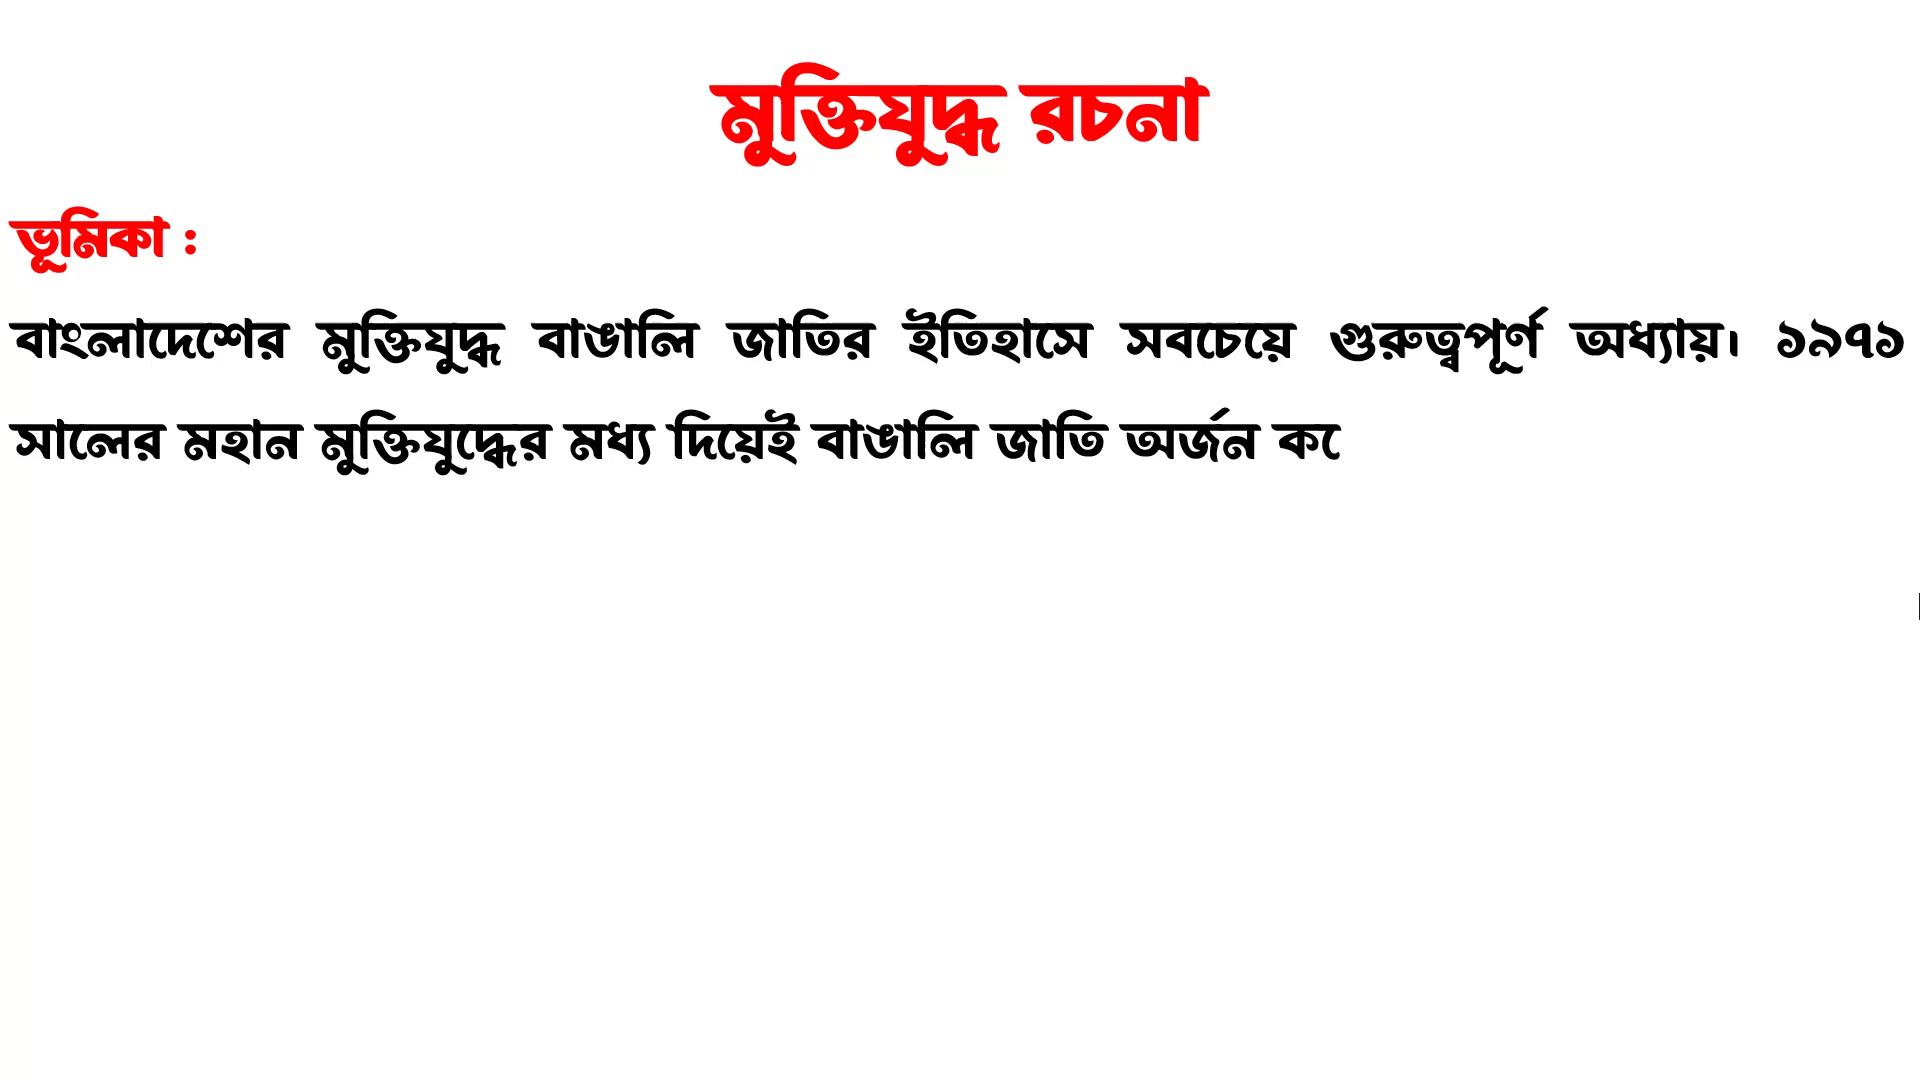 মুক্তিযুদ্ধ রচনা
ভূমিকা :
বাংলাদেশের মুক্তিযুদ্ধ বাঙালি জাতির ইতিহাসে সবচেয়ে গুরুত্বপূর্ণ অধ্যায়। ১৯৭১
সালের মহান মুক্তিযুদ্ধের মধ্য দিয়েই বাঙালি জাতি অর্জন কে